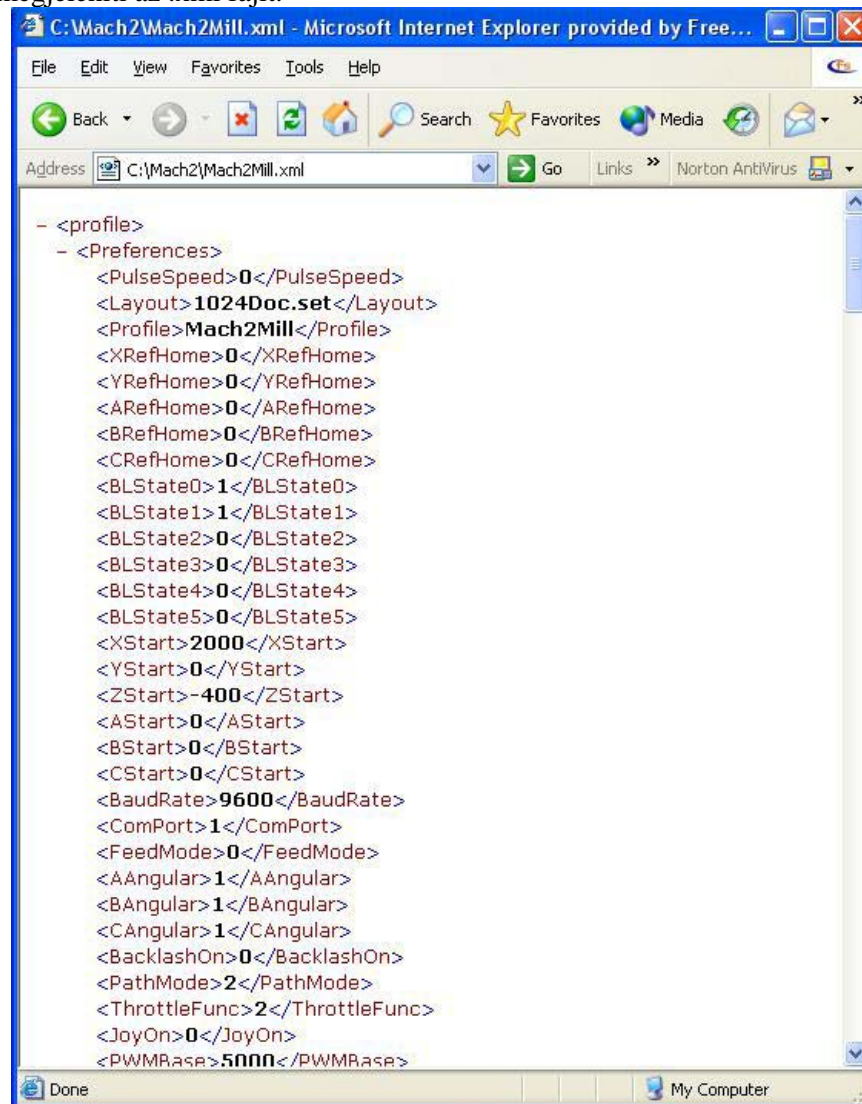 megjeleníti az .xml fájlt.
C:\Mach2\Mach2Mill.xml - Microsoft Internet Explorer provided by Free...
File Edit View Favorites Tools Help
Back Search Favorites Media »
Address C:\Mach2\Mach2Mill.xml Go Links » Norton AntiVirus
- <profile>
- <Preferences>
<PulseSpeed>0</PulseSpeed>
<Layout>1024Doc.set</Layout>
<Profile>Mach2Mill</Profile>
<XRefHome>0</XRefHome>
<YRefHome>0</YRefHome>
<ARefHome>0</ARefHome>
<BRefHome>0</BRefHome>
<CRefHome>0</CRefHome>
<BLState0>1</BLState0>
<BLState1>1</BLState1>
<BLState2>0</BLState2>
<BLState3>0</BLState3>
<BLState4>0</BLState4>
<BLState5>0</BLState5>
<XStart>2000</XStart>
<YStart>0</YStart>
<ZStart>-400</ZStart>
<AStart>0</AStart>
<BStart>0</BStart>
<CStart>0</CStart>
<BaudRate>9600</BaudRate>
<ComPort>1</ComPort>
<FeedMode>0</FeedMode>
<AAngular>1</AAngular>
<BAngular>1</BAngular>
<CAngular>1</CAngular>
<BacklashOn>0</BacklashOn>
<PathMode>2</PathMode>
<ThrottleFunc>2</ThrottleFunc>
<JoyOn>0</JoyOn>
<PWMBase>5000</PWMBase>
Done My Computer